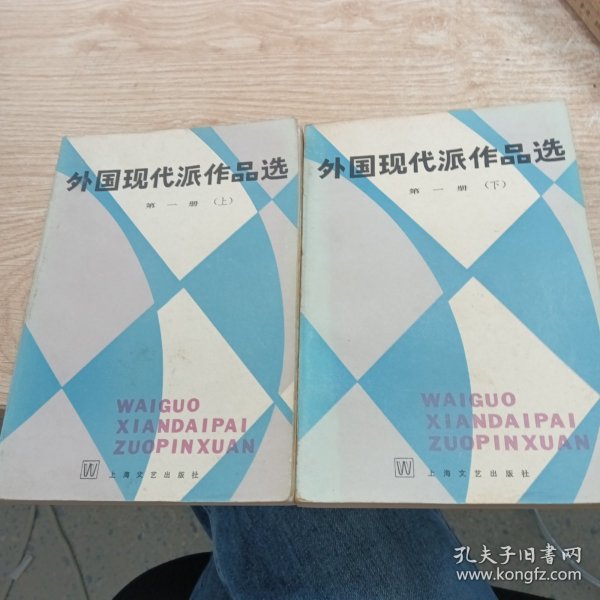 外国现代派作品选
第一册（上）
WAIGUO
XIANDAIPAI
ZUOPINXUAN
W 上海文艺出版社
外国现代派作品选
第一册（下）
WAIGUO
XIANDAIPAI
ZUOPINXUAN
W 上海文艺出版社
孔夫子旧书网
www.kongfz.com